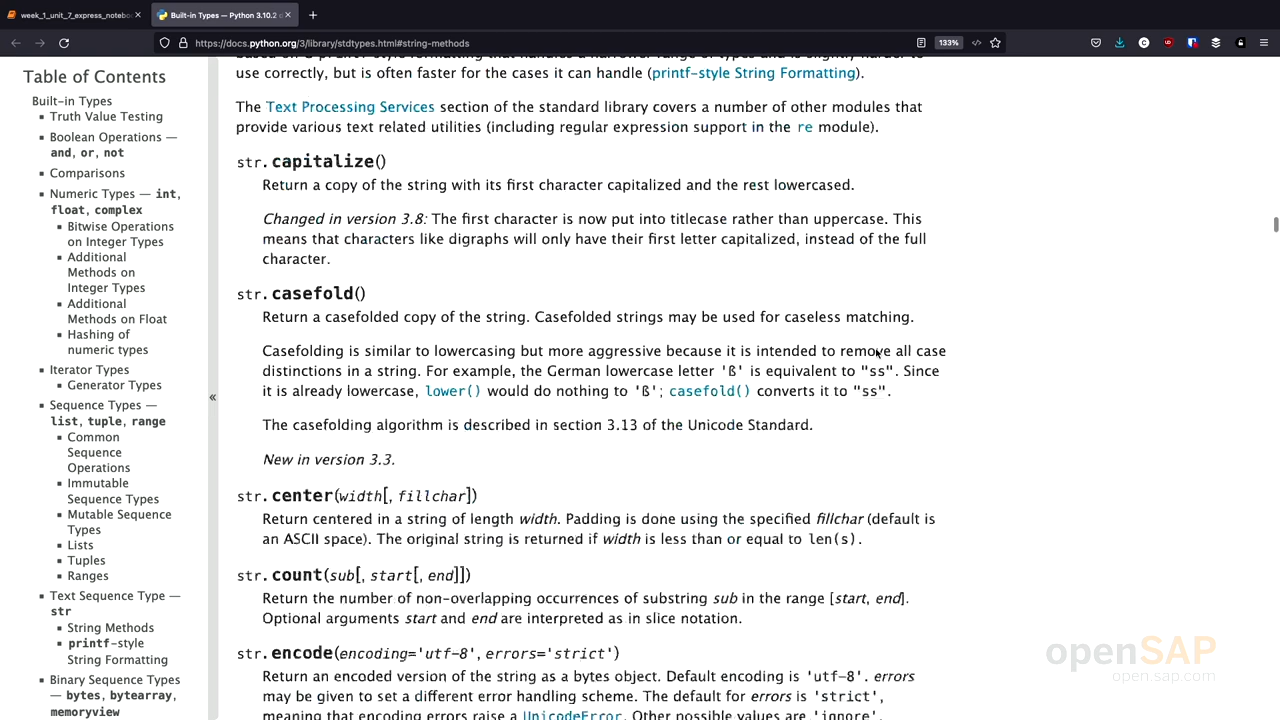 week_1_unit_7_express_notebo
Built-in Types — Python 3.10.2 d
https://docs.python.org/3/library/stdtypes.html#string-methods
133%
Table of Contents
Built-in Types
Truth Value Testing
Boolean Operations —
and, or, not
Comparisons
Numeric Types — int,
float, complex
Bitwise Operations
on Integer Types
Additional
Methods on
Integer Types
Additional
Methods on Float
Hashing of
numeric types
Iterator Types
Generator Types
Sequence Types —
list, tuple, range
Common
Sequence
Operations
Immutable
Sequence Types
Mutable Sequence
Types
Lists
Tuples
Ranges
Text Sequence Type —
str
String Methods
printf-style
String Formatting
Binary Sequence Types
— bytes, bytearray,
memoryview
«
use correctly, but is often faster for the cases it can handle (printf-style String Formatting).
The Text Processing Services section of the standard library covers a number of other modules that
provide various text related utilities (including regular expression support in the re module).
str.capitalize()
Return a copy of the string with its first character capitalized and the rest lowercased.
Changed in version 3.8: The first character is now put into titlecase rather than uppercase. This
means that characters like digraphs will only have their first letter capitalized, instead of the full
character.
str.casefold()
Return a casefolded copy of the string. Casefolded strings may be used for caseless matching.
Casefolding is similar to lowercasing but more aggressive because it is intended to remove all case
distinctions in a string. For example, the German lowercase letter 'ß' is equivalent to "ss". Since
it is already lowercase, lower() would do nothing to 'ß'; casefold() converts it to "ss".
The casefolding algorithm is described in section 3.13 of the Unicode Standard.
New in version 3.3.
str.center(width[, fillchar])
Return centered in a string of length width. Padding is done using the specified fillchar (default is
an ASCII space). The original string is returned if width is less than or equal to len(s).
str.count(sub[, start[, end]])
Return the number of non-overlapping occurrences of substring sub in the range [start, end].
Optional arguments start and end are interpreted as in slice notation.
str.encode(encoding='utf-8', errors='strict')
Return an encoded version of the string as a bytes object. Default encoding is 'utf-8'. errors
may be given to set a different error handling scheme. The default for errors is 'strict',
meaning that encoding errors raise a UnicodeError. Other possible values are 'ignore',
openSAP
open.sap.com